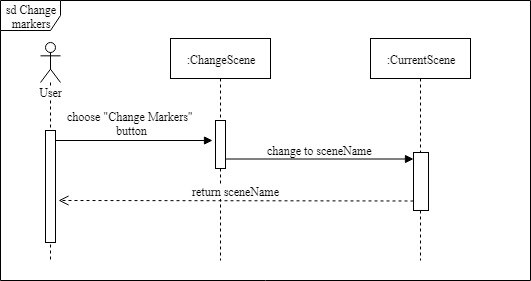 sd Change
markers
:ChangeScene
:CurrentScene
User
choose "Change Markers"
button
change to sceneName
return sceneName